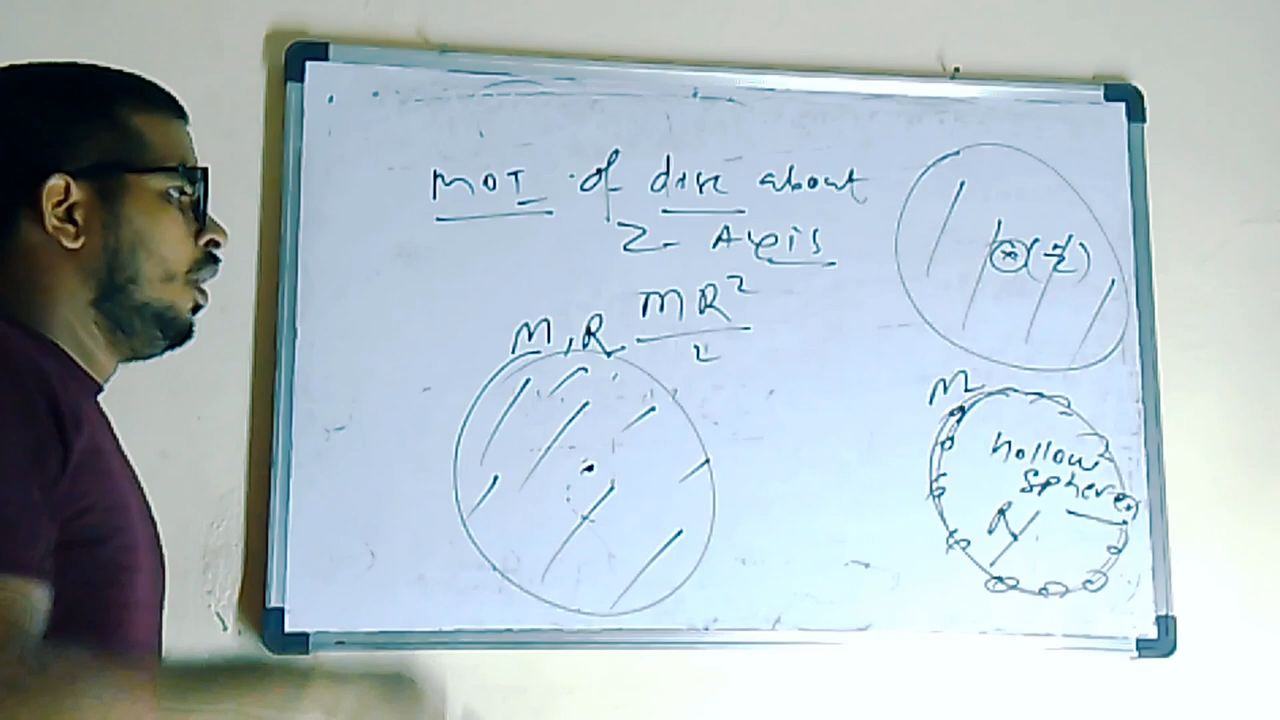 MOI of disc about
Z- Axis
MR²
2
M, R
(-z)
M
hollow
sphere
R